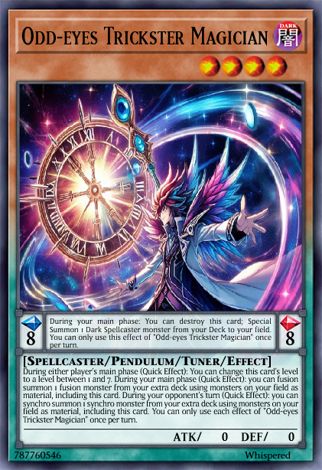 ODD-EYES TRICKSTER MAGICIAN
DARK
闇
During your main phase: You can destroy this card; Special
Summon 1 Dark Spellcaster monster from your Deck to your field.
You can only use this effect of "Odd-eyes Trickster Magician" once
per turn.
8
8
[SPELLCASTER/PENDULUM/TUNER/EFFECT]
During either player's main phase (Quick Effect): You can change this card's level
to a level between 1 and 7. During your main phase (Quick Effect): you can fusion
summon 1 fusion monster from your extra deck using monsters on your field as
material, including this card. During your opponent's turn (Quick Effect): you can
synchro summon 1 synchro monster from your extra deck using monsters on your
field as material, including this card. You can only use each effect of "Odd-eyes
Trickster Magician" once per turn.
ATK/ 0 DEF/ 0
787760546
Whispered